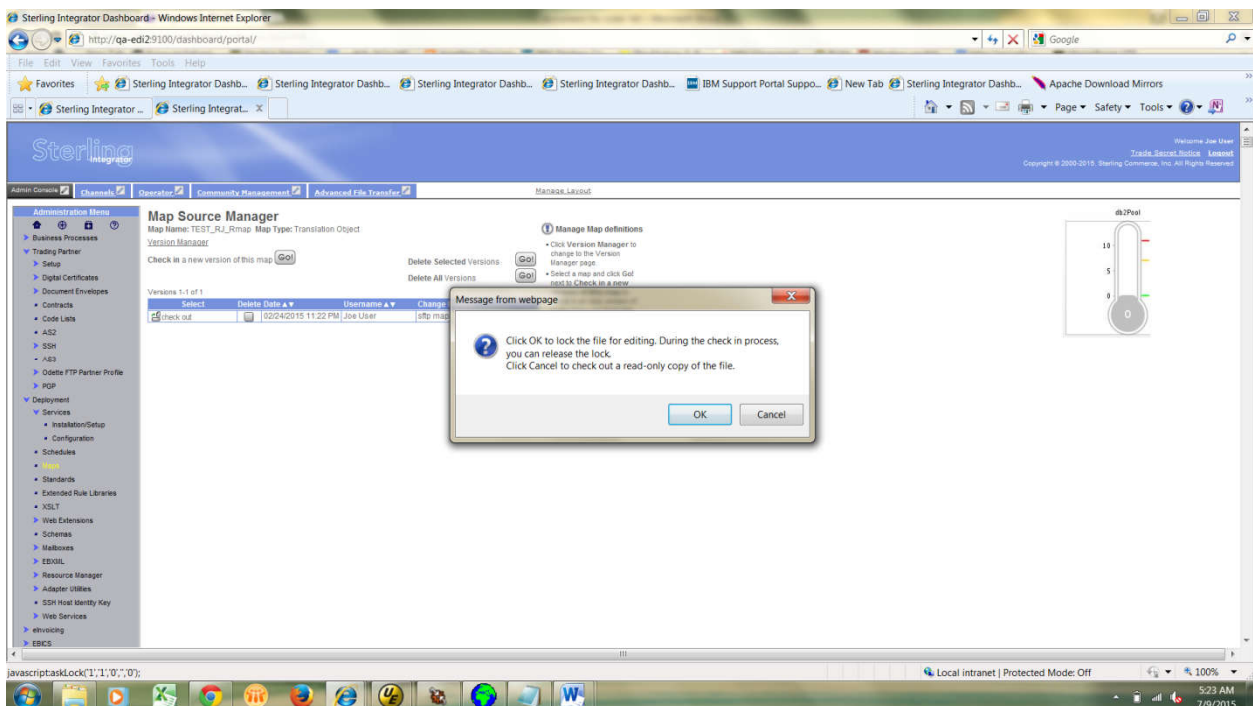 Sterling Integrator Dashboard - Windows Internet Explorer
http://qa-edi2:9100/dashboard/portal/
Google
File Edit View Favorites Tools Help
Favorites Sterling Integrator Dashb... Sterling Integrator Dashb... Sterling Integrator Dashb... Sterling Integrator Dashb... IBM Support Portal Suppo... New Tab Sterling Integrator Dashb... Apache Download Mirrors
Sterling Integrator ... Sterling Integrat... X
Page Safety Tools
Sterling Integrator
Welcome Joe User
Trade Secret Notice Logout
Copyright © 2000-2015. Sterling Commerce, Inc. All Rights Reserved
Admin Console Channels Operator Community Management Advanced File Transfer Manage Layout
Administration Menu
Business Processes
Trading Partner
Setup
Digital Certificates
Document Envelopes
Contracts
Code Lists
AS2
SSH
AS3
Odette FTP Partner Profile
PGP
Deployment
Services
Installation/Setup
Configuration
Schedules
Maps
Standards
Extended Rule Libraries
XSLT
Web Extensions
Schemas
Mailboxes
EBXML
Resource Manager
Adapter Utilities
SSH Host Identity Key
Web Services
eInvoicing
EBICS
Map Source Manager
Map Name: TEST_RJ_Rmap Map Type: Translation Object
Version Manager
Check in a new version of this map Go!
Delete Selected Versions Go!
Delete All Versions Go!
Manage Map definitions
• Click Version Manager to
change to the Version
Manager page.
• Select a map and click Go!
next to Check in a new
Versions 1-1 of 1
Select Delete Date Username Change
check out 02/24/2015 11:22 PM Joe User sftp map
Message from webpage
Click OK to lock the file for editing. During the check in process,
you can release the lock.
Click Cancel to check out a read-only copy of the file.
OK Cancel
db2Pool
10
5
0
0
javascript:askLock('1','1','0','','0');
Local intranet | Protected Mode: Off
100%
5:23 AM
7/9/2015